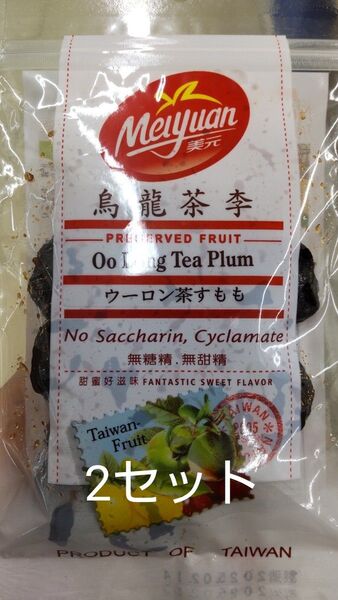 Meiyuan
美元
烏龍茶李
PRESERVED FRUIT
Oo Long Tea Plum
ウーロン茶すもも
No Saccharin, Cyclamate
無糖精.無甜精
甜蜜好滋味 FANTASTIC SWEET FLAVOR
Taiwan-
Fruit
TAIWAN
2セット
PRODUCT OF TAIWAN